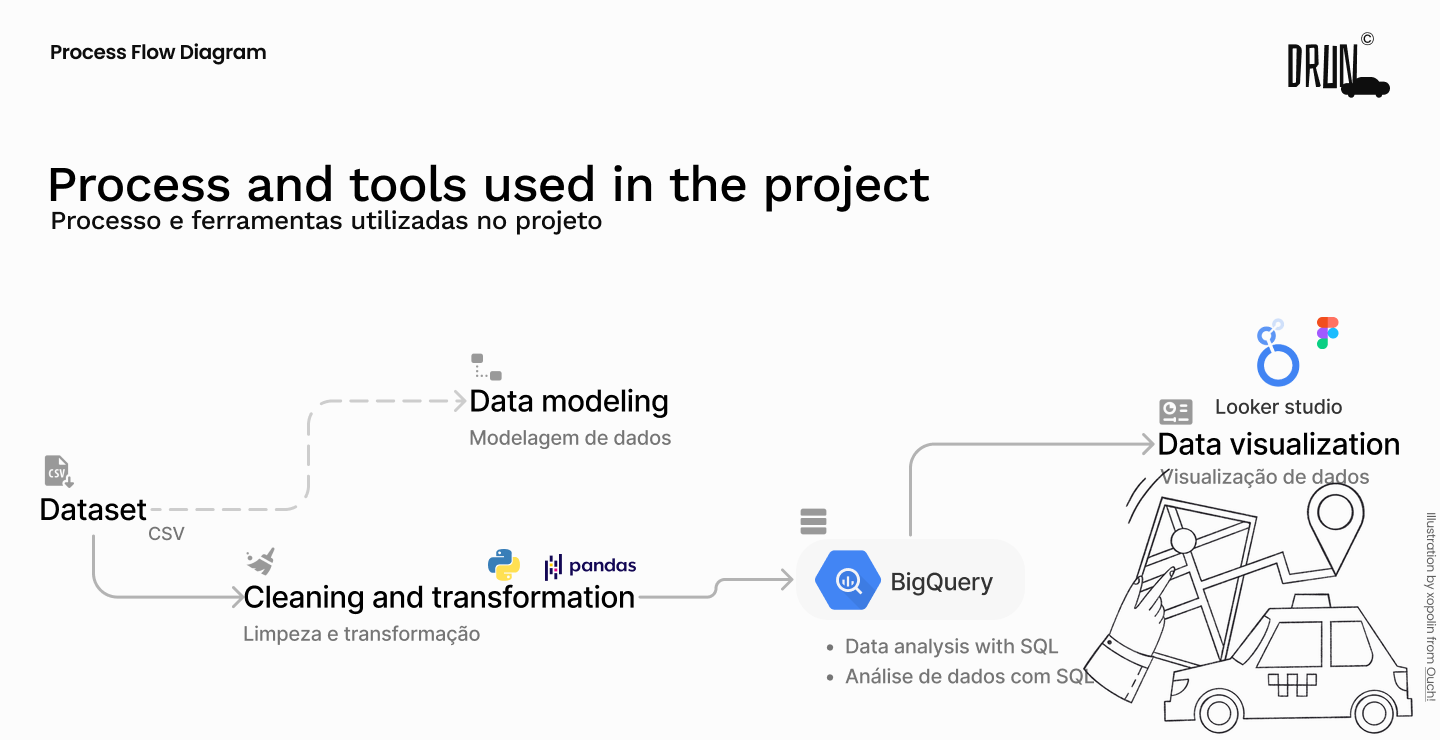 Process Flow Diagram
DRUN©
Process and tools used in the project
Processo e ferramentas utilizadas no projeto
Data modeling
Modelagem de dados
Looker studio
Data visualization
Visualização de dados
CSV
Dataset
CSV
pandas
Cleaning and transformation
Limpeza e transformação
BigQuery
• Data analysis with SQL
• Análise de dados com SQL
Illustration by xopolin from Ouch!